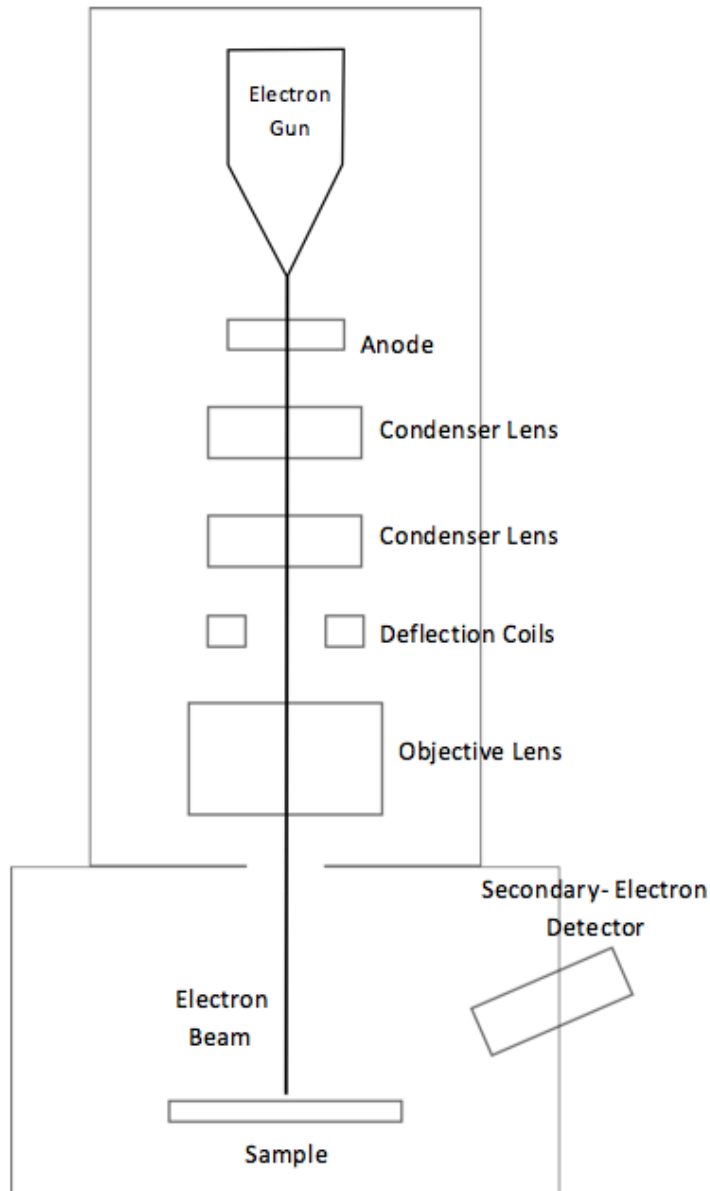 Electron
Gun
Anode
Condenser Lens
Condenser Lens
Deflection Coils
Objective Lens
Secondary- Electron
Detector
Electron
Beam
Sample